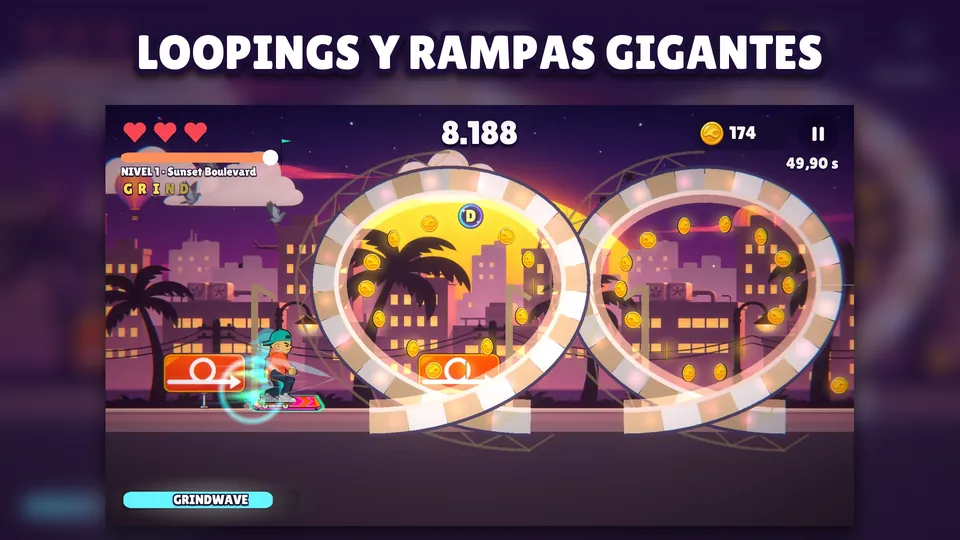 LOOPINGS Y RAMPAS GIGANTES
8.188
174
49,90 s
NIVEL 1 - Sunset Boulevard
GRIND
D
GRINDWAVE